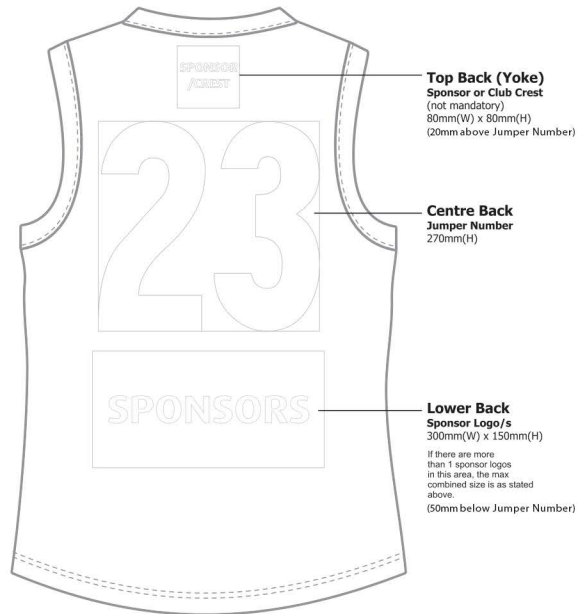 SPONSOR
/CREST
Top Back (Yoke)
Sponsor or Club Crest
(not mandatory)
80mm(W) x 80mm(H)
(20mm above Jumper Number)
23
Centre Back
Jumper Number
270mm(H)
SPONSORS
Lower Back
Sponsor Logo/s
300mm(W) x 150mm(H)
If there are more
than 1 sponsor logos
in this area, the max
combined size is as stated
above.
(50mm below Jumper Number)